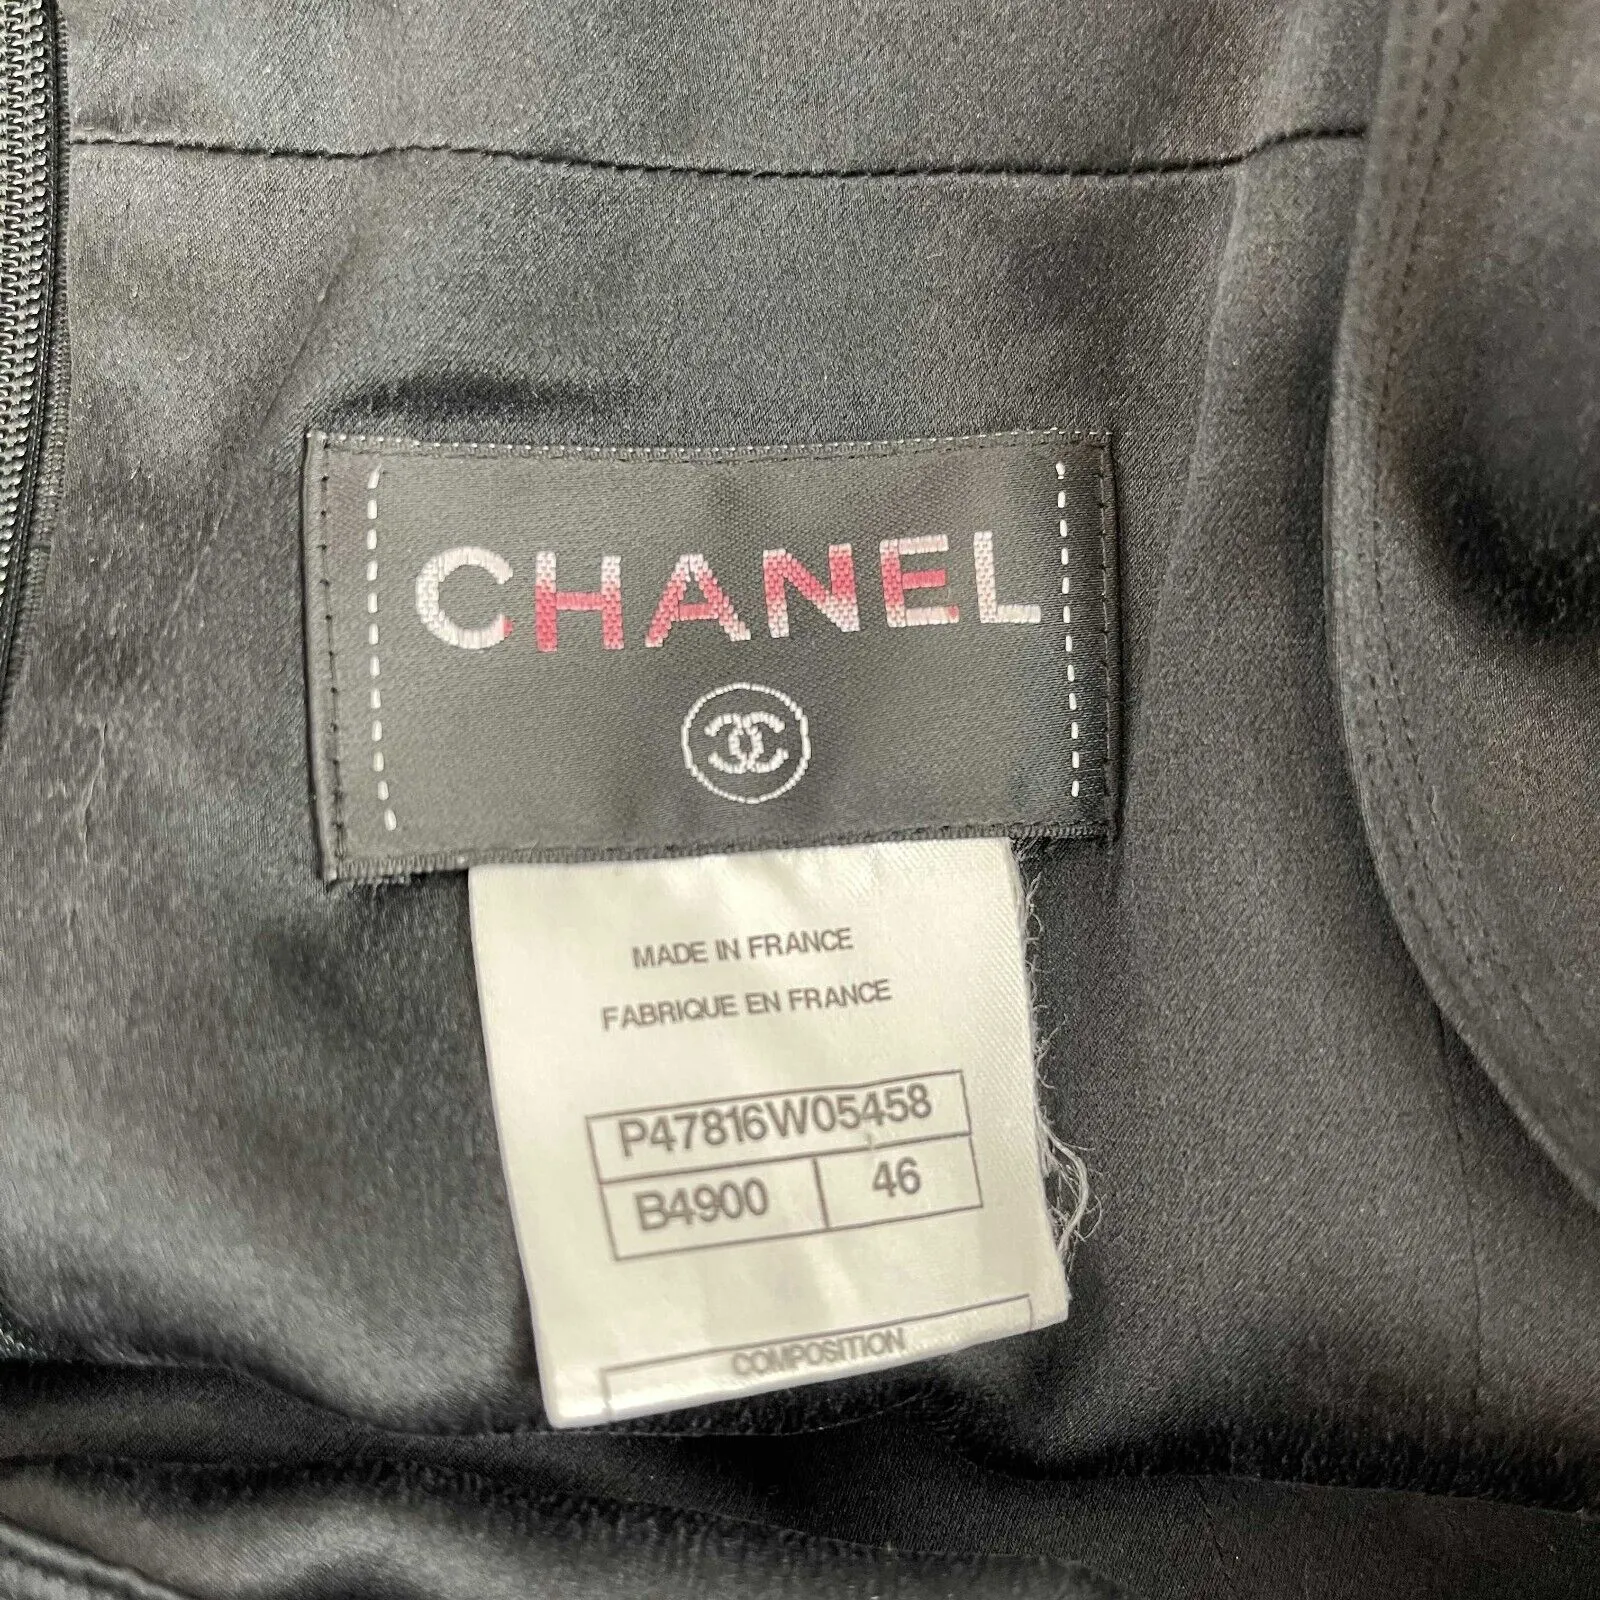 CHANEL
MADE IN FRANCE
FABRIQUE EN FRANCE
P47816W05458
B4900 46
COMPOSITION